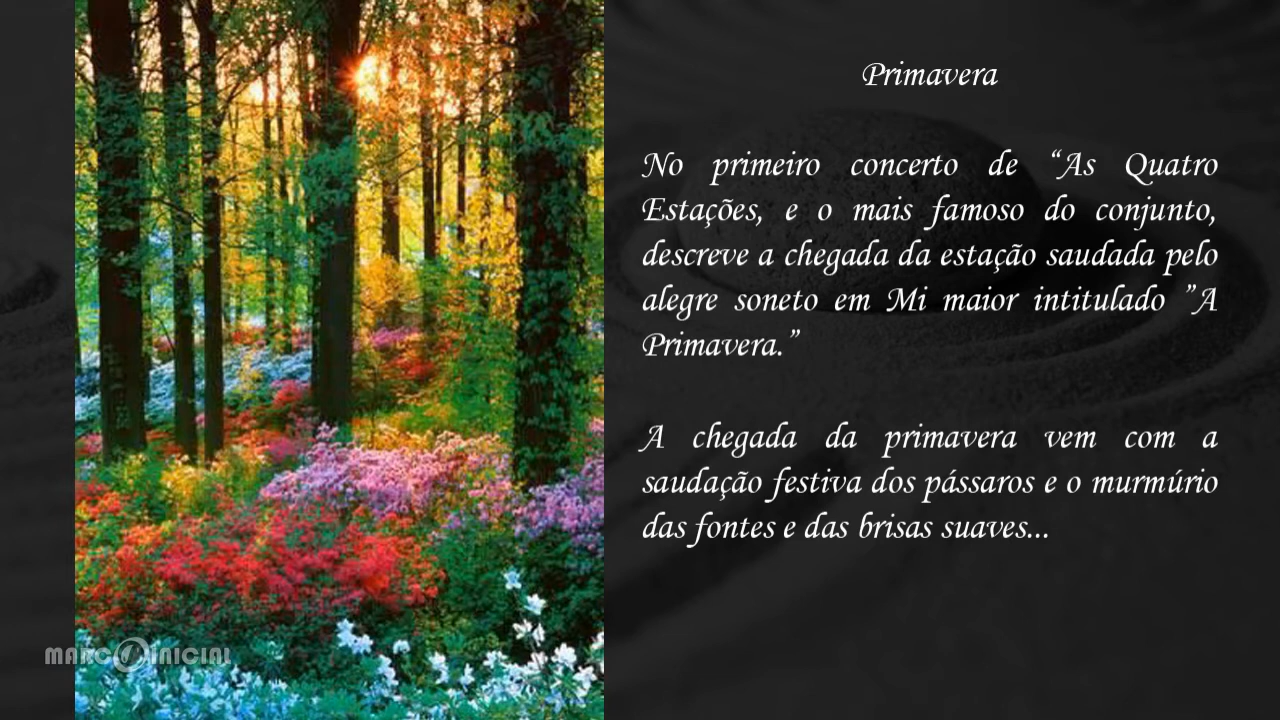 Primavera
No primeiro concerto de “As Quatro
Estações, e o mais famoso do conjunto,
descreve a chegada da estação saudada pelo
alegre soneto em Mi maior intitulado ”A
Primavera.”
A chegada da primavera vem com a
saudação festiva dos pássaros e o murmúrio
das fontes e das brisas suaves...
MARCO INICIAL